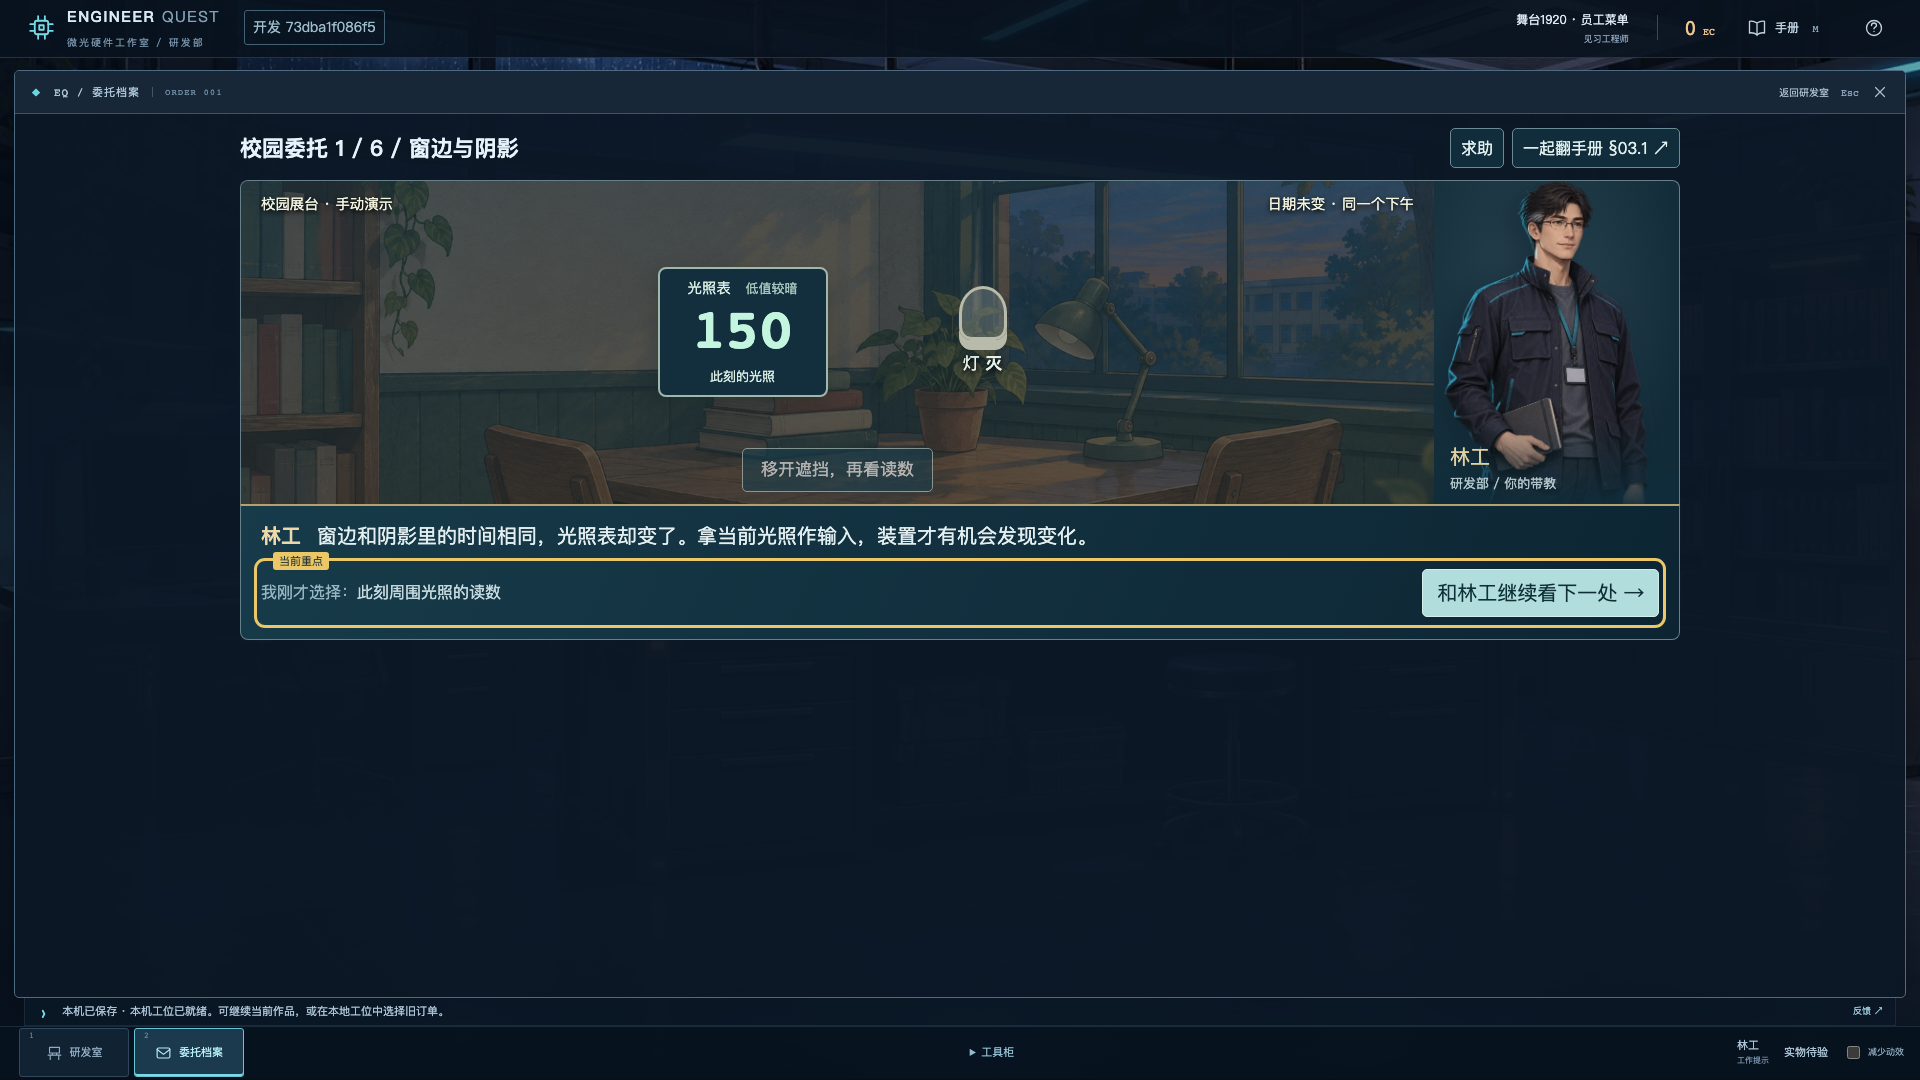 ENGINEER QUEST
微光硬件工作室 / 研发部
开发 73dba1f086f5
舞台1920 · 员工菜单
见习工程师
0 EC
手册 M
EQ / 委托档案 ORDER 001
返回研发室 Esc
校园委托 1 / 6 / 窗边与阴影
求助
一起翻手册 §03.1 ↗
校园展台 · 手动演示
日期未变 · 同一个下午
光照表 低值较暗
150
此刻的光照
灯 灭
移开遮挡，再看读数
林工
研发部 / 你的带教
林工 窗边和阴影里的时间相同，光照表却变了。拿当前光照作输入，装置才有机会发现变化。
当前重点
我刚才选择：此刻周围光照的读数
和林工继续看下一处 →
本机已保存 · 本机工位已就绪。可继续当前作品，或在本地工位中选择旧订单。
反馈 ↗
1 研发室
2 委托档案
工具柜
林工
工作提示
实物待验
减少动效